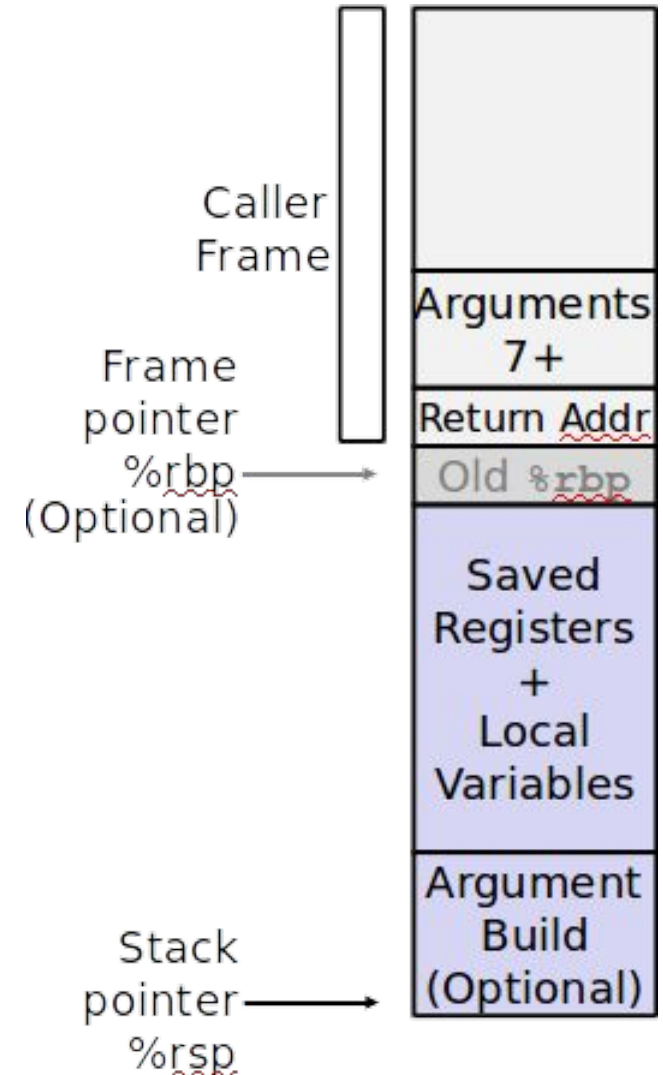 Caller
Frame
Arguments
7+
Frame
pointer
%rbp
(Optional)
Return Addr
Old %rbp
Saved
Registers
+
Local
Variables
Argument
Build
(Optional)
Stack
pointer
%rsp